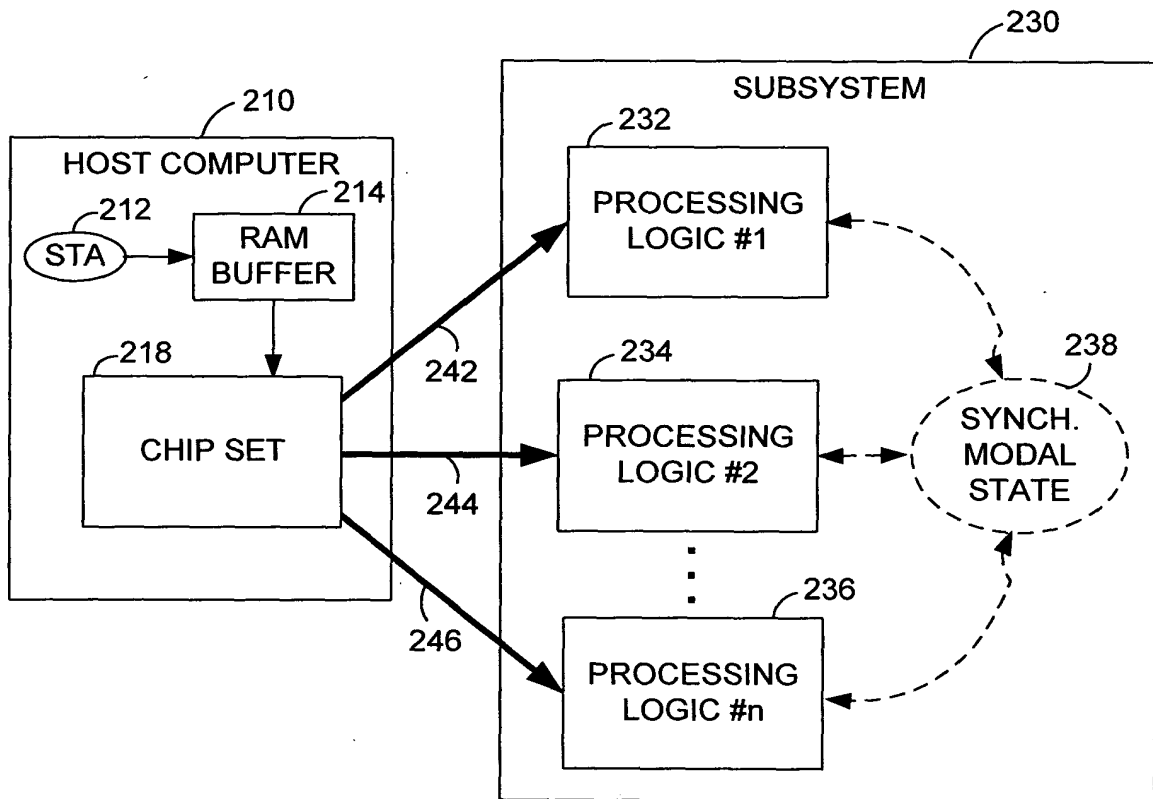 230
SUBSYSTEM
210
HOST COMPUTER
212
STA
214
RAM
BUFFER
218
CHIP SET
242
244
246
232
PROCESSING
LOGIC #1
234
PROCESSING
LOGIC #2
236
PROCESSING
LOGIC #n
238
SYNCH.
MODAL
STATE